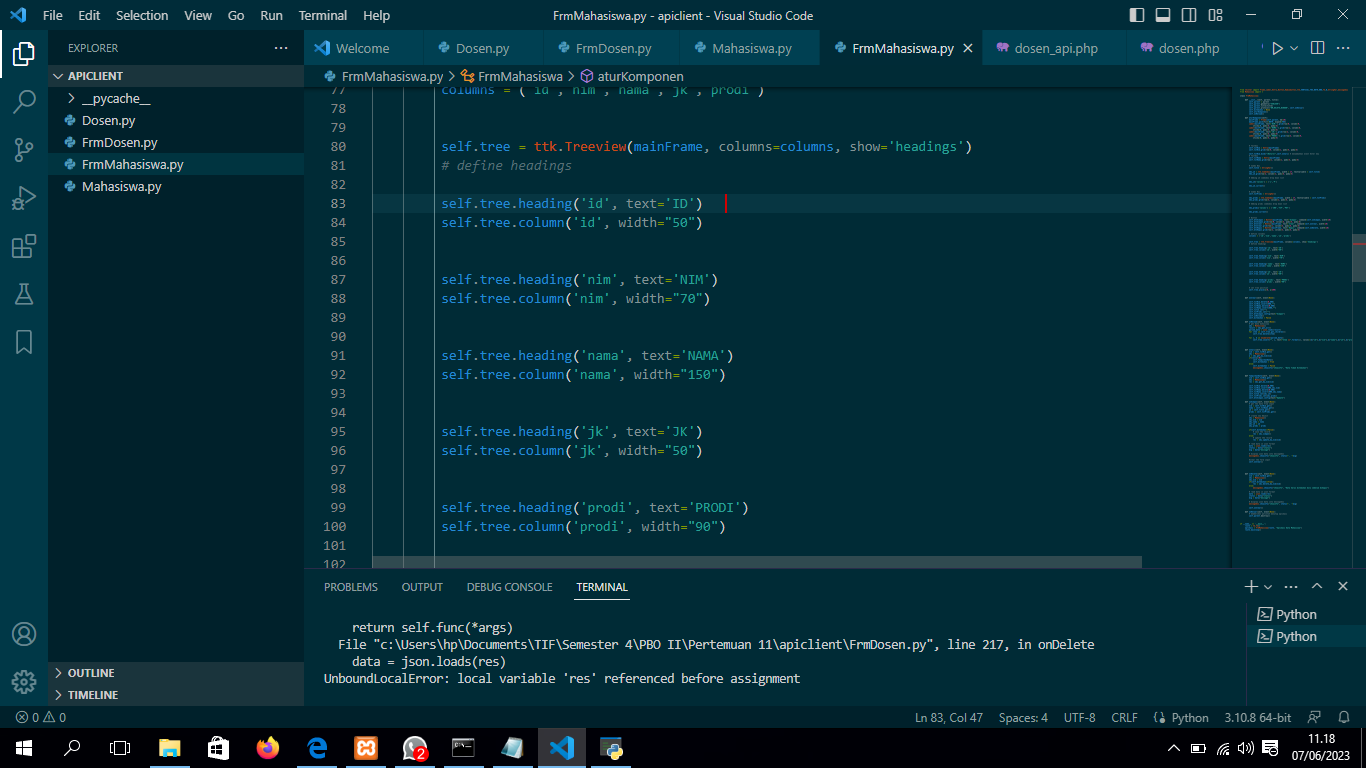 File Edit Selection View Go Run Terminal Help FrmMahasiswa.py - apiclient - Visual Studio Code
EXPLORER
Welcome Dosen.py FrmDosen.py Mahasiswa.py FrmMahasiswa.py dosen_api.php dosen.php
APICLIENT
__pycache__
Dosen.py
FrmDosen.py
FrmMahasiswa.py
Mahasiswa.py
OUTLINE
TIMELINE
FrmMahasiswa.py > FrmMahasiswa > aturKomponen
77 columns = ('id','nim','nama','jk','prodi')
78
79
80 self.tree = ttk.Treeview(mainFrame, columns=columns, show='headings')
81 # define headings
82
83 self.tree.heading('id', text='ID')
84 self.tree.column('id', width="50")
85
86
87 self.tree.heading('nim', text='NIM')
88 self.tree.column('nim', width="70")
89
90
91 self.tree.heading('nama', text='NAMA')
92 self.tree.column('nama', width="150")
93
94
95 self.tree.heading('jk', text='JK')
96 self.tree.column('jk', width="50")
97
98
99 self.tree.heading('prodi', text='PRODI')
100 self.tree.column('prodi', width="90")
101
102
PROBLEMS OUTPUT DEBUG CONSOLE TERMINAL
return self.func(*args)
File "c:\Users\hp\Documents\TIF\Semester 4\PBO II\Pertemuan 11\apiclient\FrmDosen.py", line 217, in onDelete
data = json.loads(res)
UnboundLocalError: local variable 'res' referenced before assignment
Python
Python
0 0 Ln 83, Col 47 Spaces: 4 UTF-8 CRLF Python 3.10.8 64-bit
2
11.18
07/06/2023